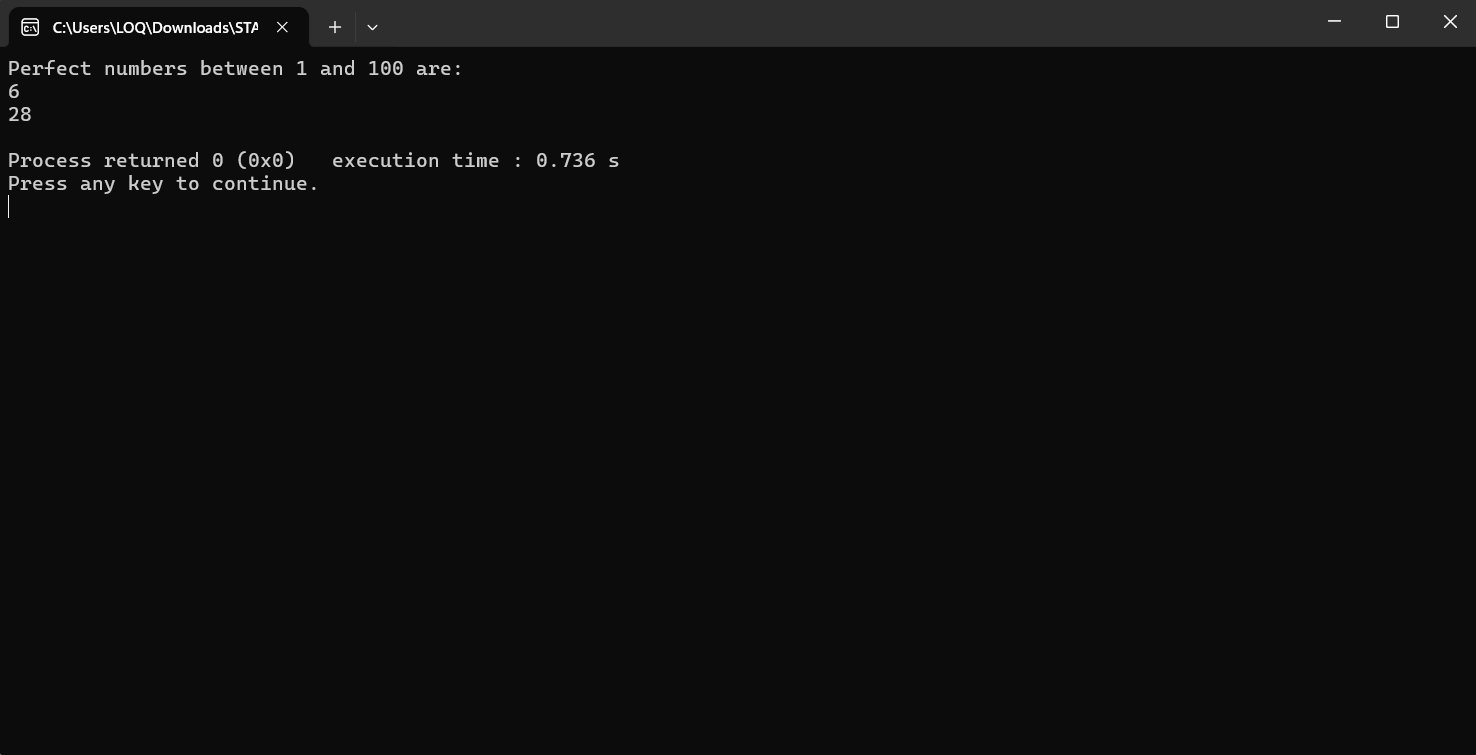 C:\Users\LOQ\Downloads\STA
Perfect numbers between 1 and 100 are:
6
28
Process returned 0 (0x0)   execution time : 0.736 s
Press any key to continue.